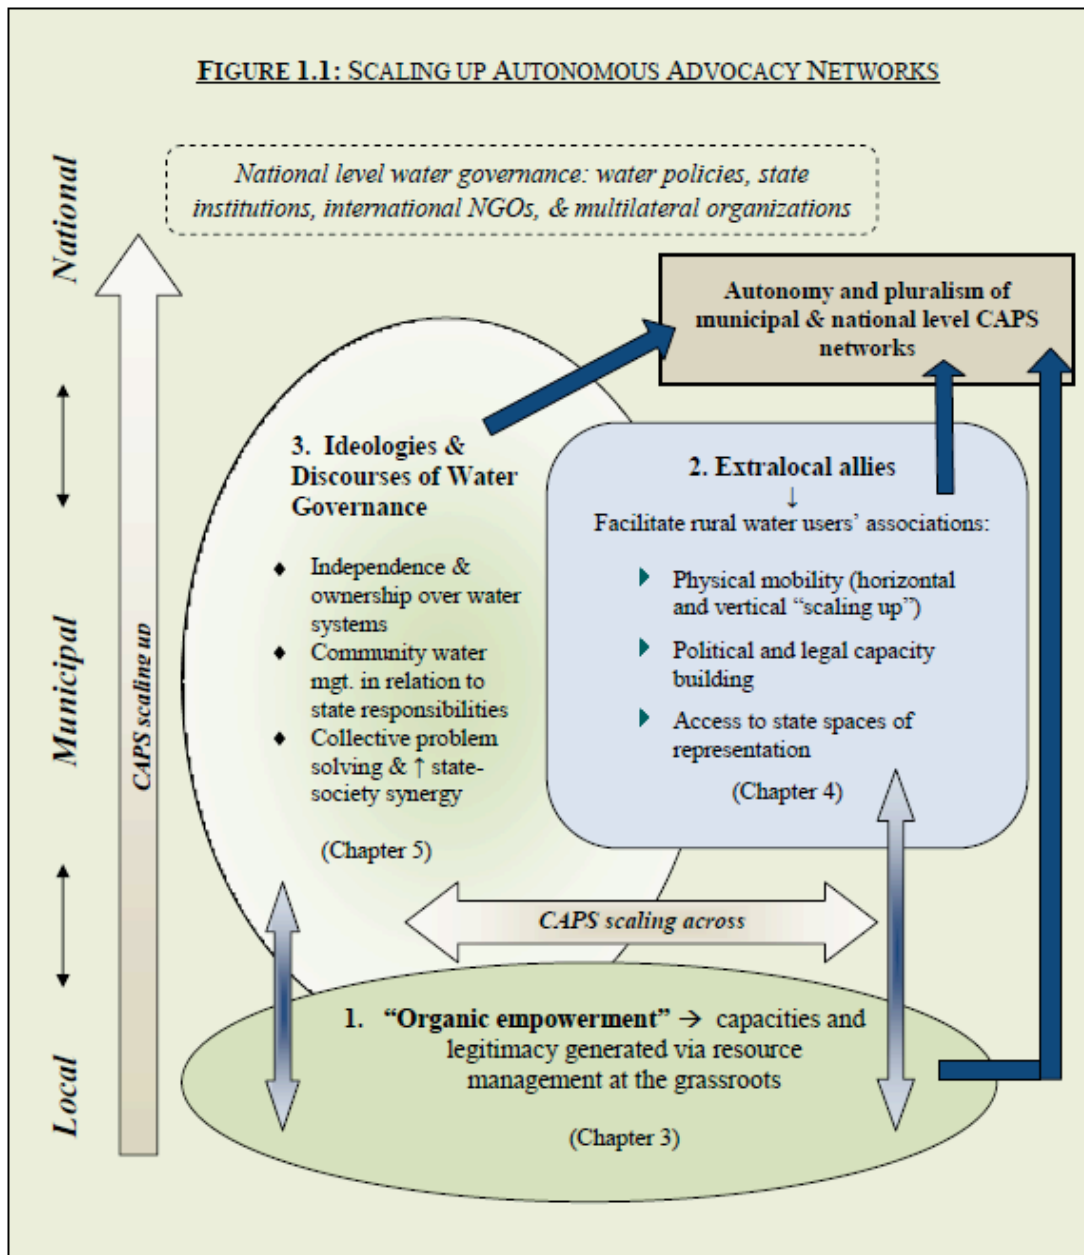 FIGURE 1.1: SCALING UP AUTONOMOUS ADVOCACY NETWORKS
National
National level water governance: water policies, state
institutions, international NGOs, & multilateral organizations
Autonomy and pluralism of
municipal & national level CAPS
networks
3. Ideologies &
Discourses of Water
Governance
♦ Independence &
ownership over water
systems
♦ Community water
mgt. in relation to
state responsibilities
♦ Collective problem
solving & ↑ state-
society synergy
(Chapter 5)
2. Extralocal allies
↓
Facilitate rural water users’ associations:
Physical mobility (horizontal
and vertical “scaling up”)
Political and legal capacity
building
Access to state spaces of
representation
(Chapter 4)
Municipal
CAPS scaling up
CAPS scaling across
1. “Organic empowerment” → capacities and
legitimacy generated via resource
management at the grassroots
(Chapter 3)
Local